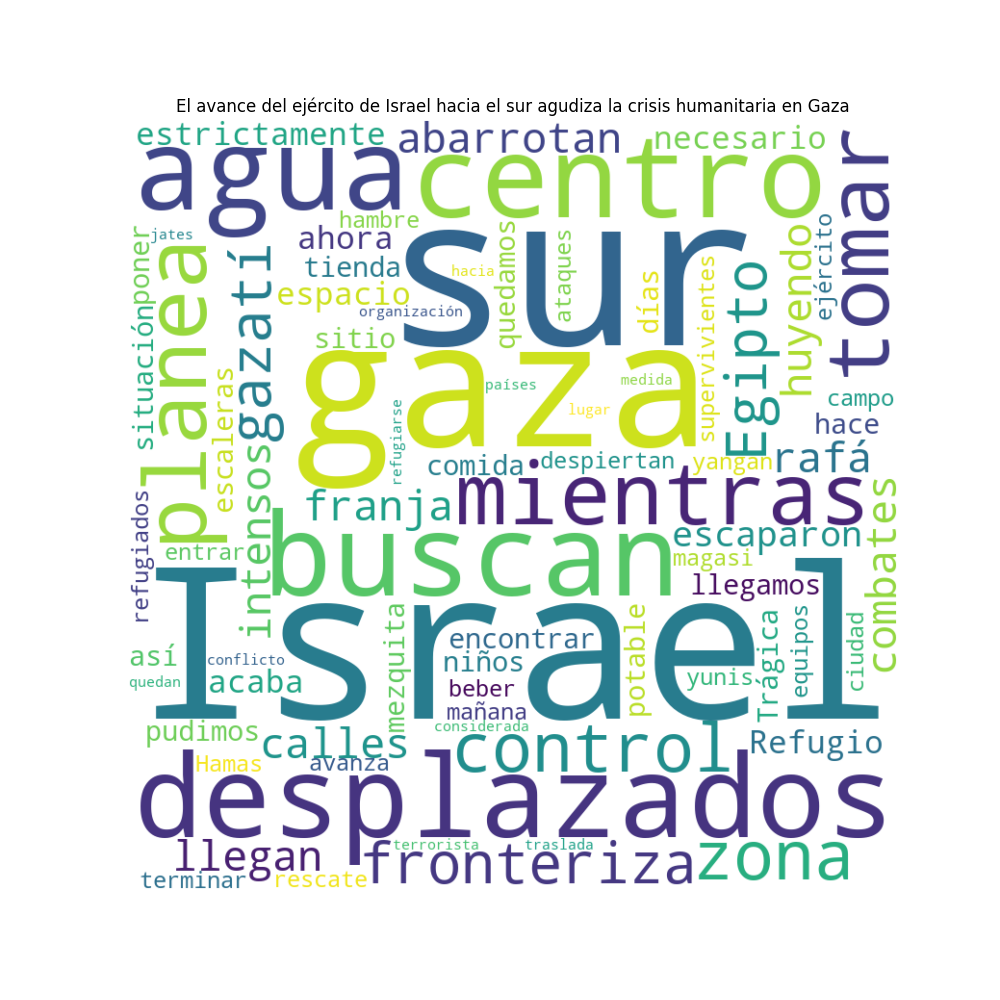 El avance del ejército de Israel hacia el sur agudiza la crisis humanitaria en Gaza
estrictamente
abarrotan
necesario
agua
centro
tomar
hambre
ahora
jates
sur
quedamos
ataques
huyendo
ejército
situación
poner
planea
gazatí
tienda
hacia
espacio
organización
sitio
días
supervivientes
Egipto
gaza
países
medida
lugar
refugiarse
escaleras
campo
hace
comida
despiertan
yangan
rafá
franja
mientras
intensos
refugiados
entrar
buscan
escaparon
magasi
llegamos
combates
Israel
así
quedan
conflicto
acaba
mezquita
encontrar
niños
beber
mañana
considerada
potable
yunis
Trágica
equipos
ciudad
pudimos
calles
Hamas
avanza
control
Refugio
desplazados
llegan
terrorista
traslada
fronteriza
zona
terminar
rescate